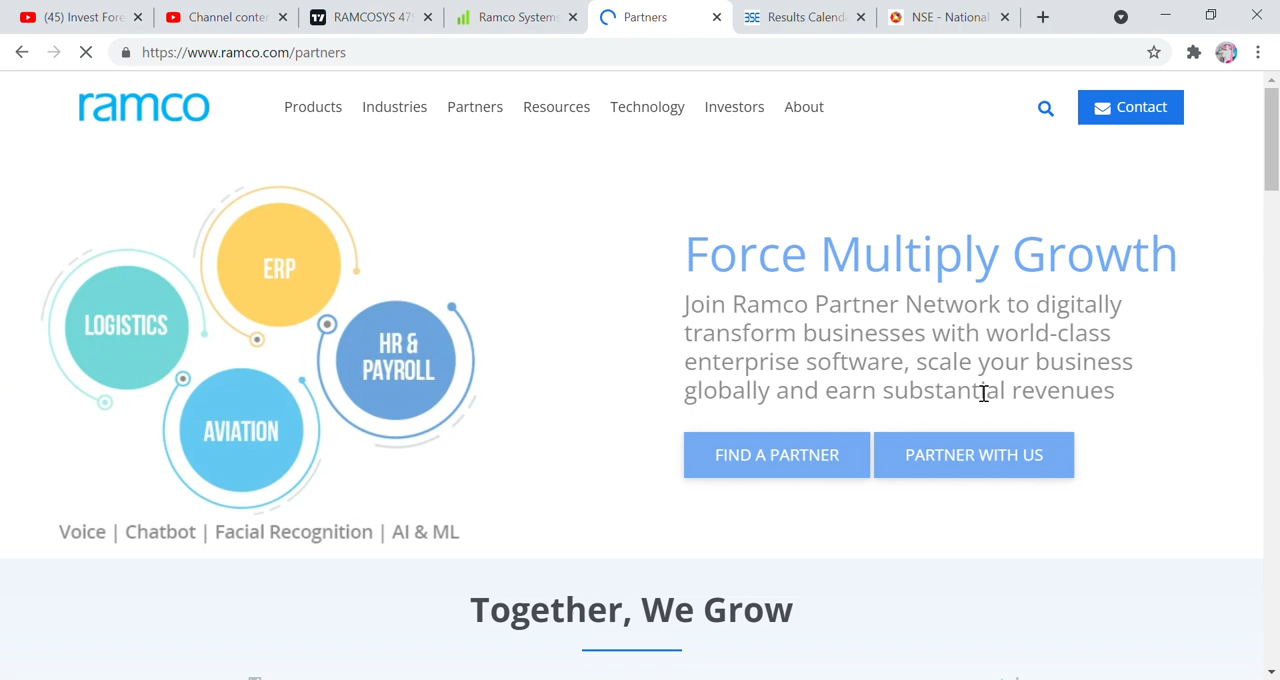 (45) Invest Fore
Channel conter
RAMCOSYS 47
Ramco System
Partners
Results Calend
NSE - National
https://www.ramco.com/partners
ramco
Products
Industries
Partners
Resources
Technology
Investors
About
Contact
LOGISTICS
ERP
HR &
PAYROLL
AVIATION
Voice | Chatbot | Facial Recognition | AI & ML
Force Multiply Growth
Join Ramco Partner Network to digitally
transform businesses with world-class
enterprise software, scale your business
globally and earn substantial revenues
FIND A PARTNER
PARTNER WITH US
Together, We Grow